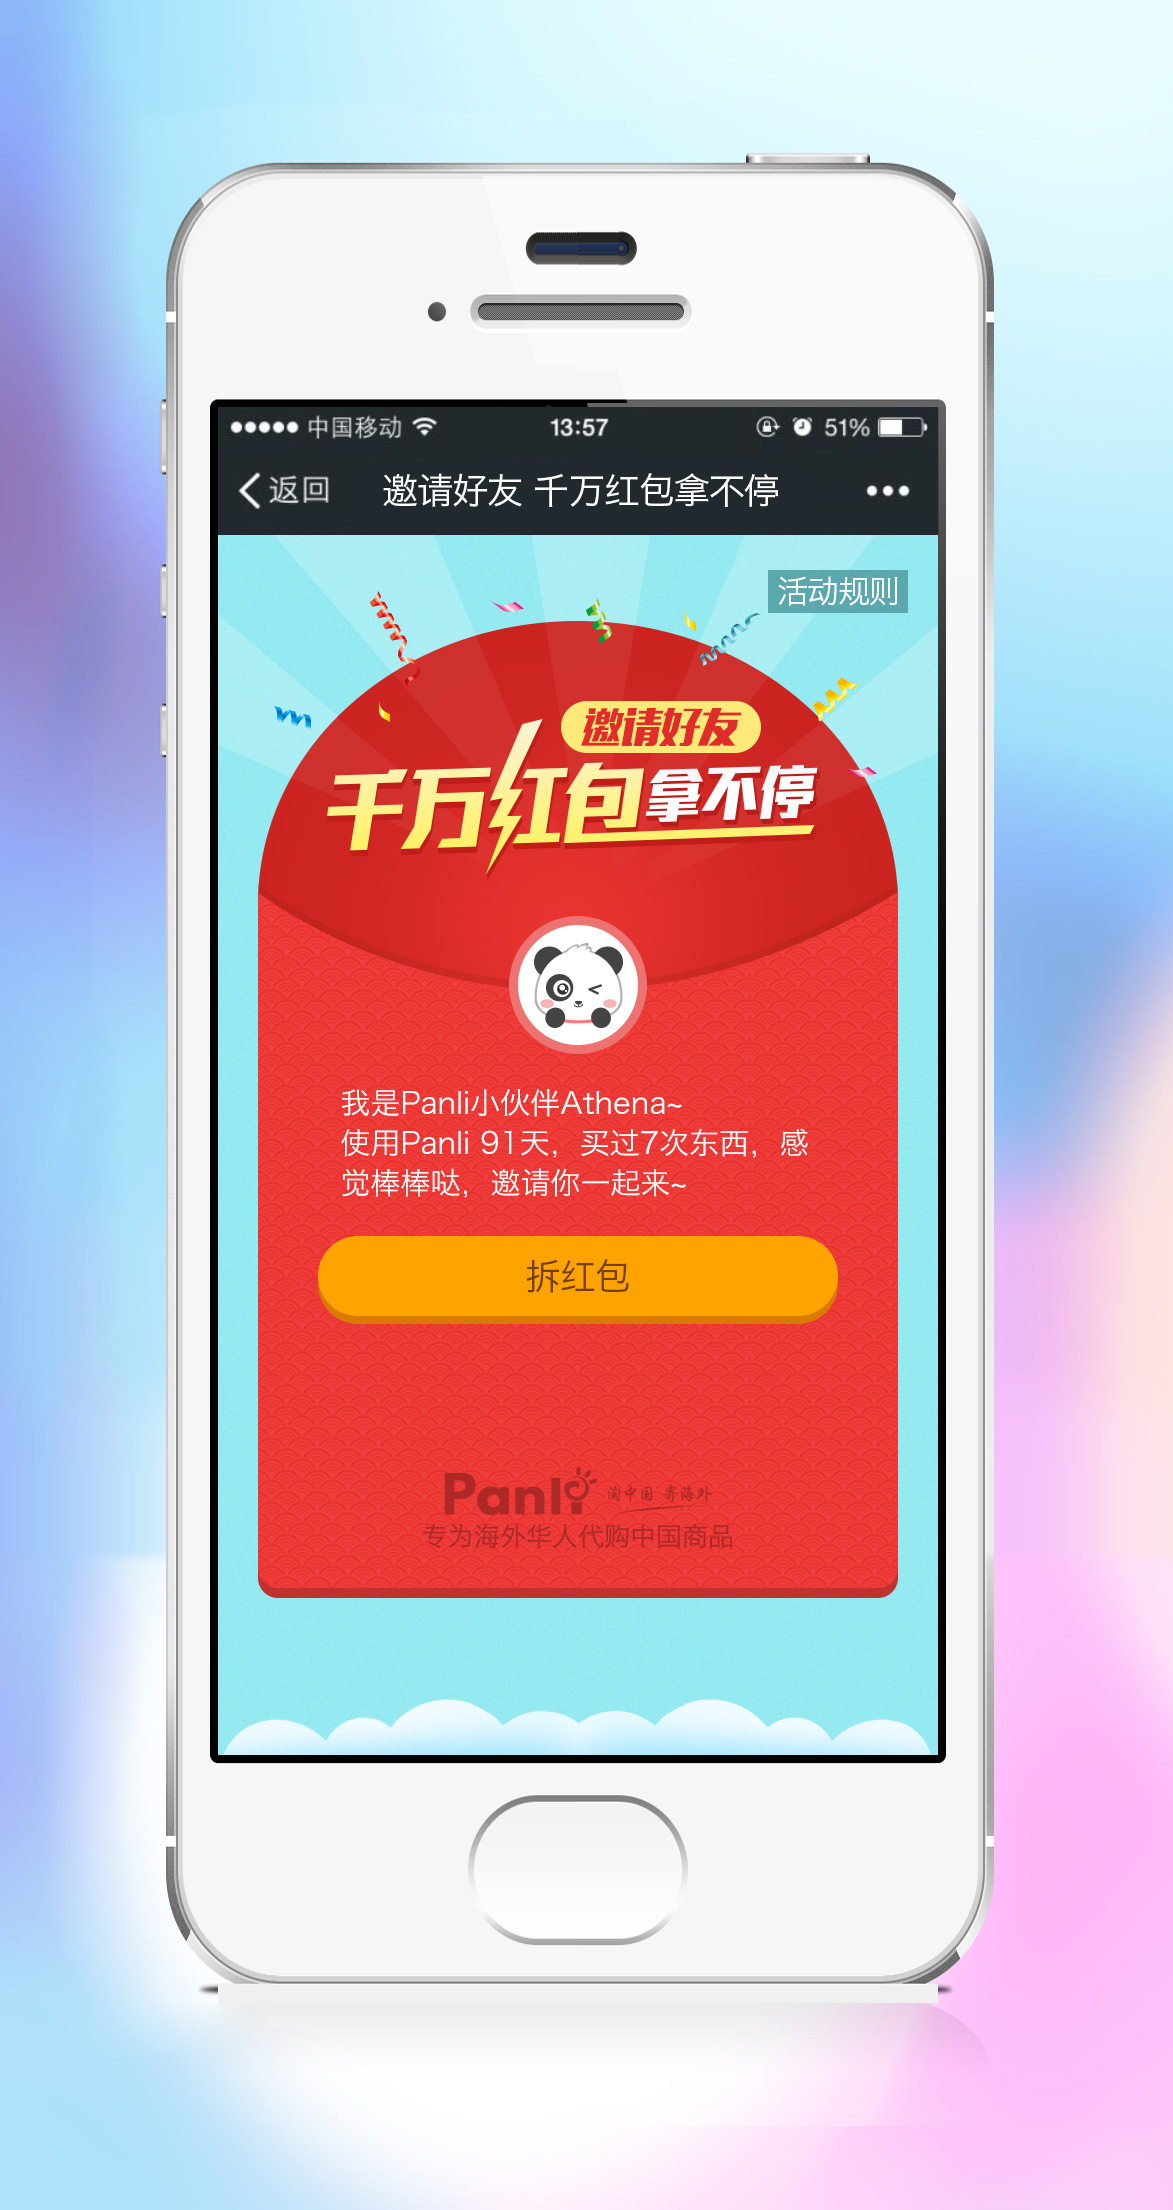 中国移动 13:57 51%
返回 邀请好友 千万红包拿不停
活动规则
邀请好友
千万红包拿不停
我是Panli小伙伴Athena~
使用Panli 91天，买过7次东西，感
觉棒棒哒，邀请你一起来~
拆红包
Panli 淘中国 寄海外
专为海外华人代购中国商品